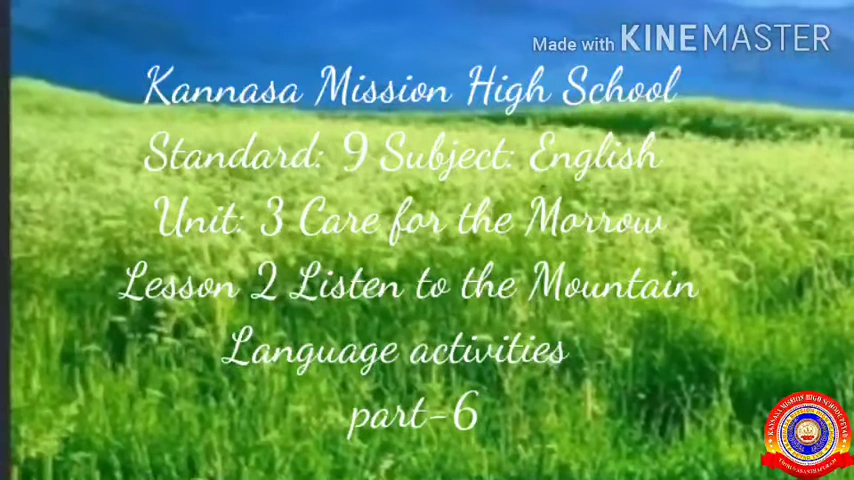 Made with KINEMASTER
Kannasa Mission High School
Standard: 9 Subject: English
Unit: 3 Care for the Morrow
Lesson 2 Listen to the Mountain
Language activities
part-6